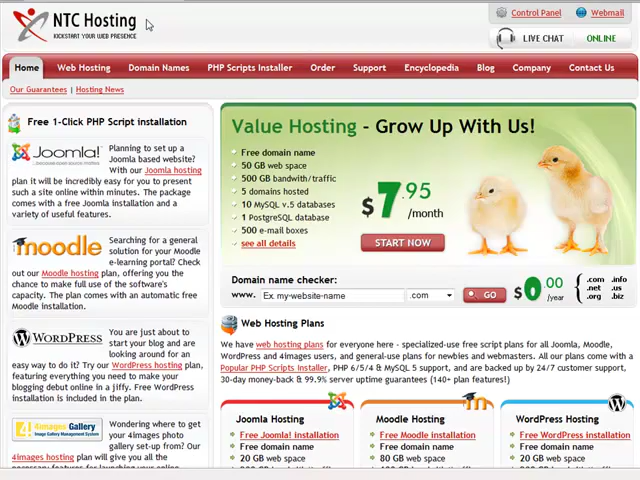 NTC Hosting
KICKSTART YOUR WEB PRESENCE
Control Panel
Webmail
LIVE CHAT ONLINE
Home Web Hosting Domain Names PHP Scripts Installer Order Support Encyclopedia Blog Company Contact Us
Our Guarantees | Hosting News
Free 1-Click PHP Script installation
Joomla!
...because open source matters
Planning to set up a
Joomla based website?
With our Joomla hosting
plan it will be incredibly easy for you to present
such a site online within minutes. The package
comes with a free Joomla installation and a
variety of useful features.
moodle
Searching for a general
solution for your Moodle
e-learning portal? Check
out our Moodle hosting plan, offering you the
chance to make full use of the software's
capacity. The plan comes with an automatic free
Moodle installation.
WORDPRESS
You are just about to
start your blog and are
looking around for an
easy way to do it? Try our WordPress hosting plan,
featuring everything you need to make your
blogging debut online in a jiffy. Free WordPress
installation is included in the plan.
4images Gallery
Image Gallery Management System
Wondering where to get
your 4images photo
gallery set-up from? Our
4images hosting plan will give you all the
necessary features for launching your online
Value Hosting - Grow Up With Us!
Free domain name
50 GB web space
500 GB bandwith/traffic
5 domains hosted
10 MySQL v.5 databases
1 PostgreSQL database
500 e-mail boxes
see all details
$7.95
/month
START NOW
Domain name checker:
www. Ex. my-website-name .com GO
$0.00
/year
.com .info
.net .us
.org .biz
Web Hosting Plans
We have web hosting plans for everyone here - specialized-use free script plans for all Joomla, Moodle,
WordPress and 4images users, and general-use plans for newbies and webmasters. All our plans come with a
Popular PHP Scripts Installer, PHP 6/5/4 & MySQL 5 support, and are backed up by 24/7 customer support,
30-day money-back & 99.9% server uptime guarantees (140+ plan features!)
Joomla Hosting
Free Joomla! installation
Free domain name
20 GB web space
Moodle Hosting
Free Moodle installation
Free domain name
80 GB web space
WordPress Hosting
Free WordPress installation
Free domain name
20 GB web space